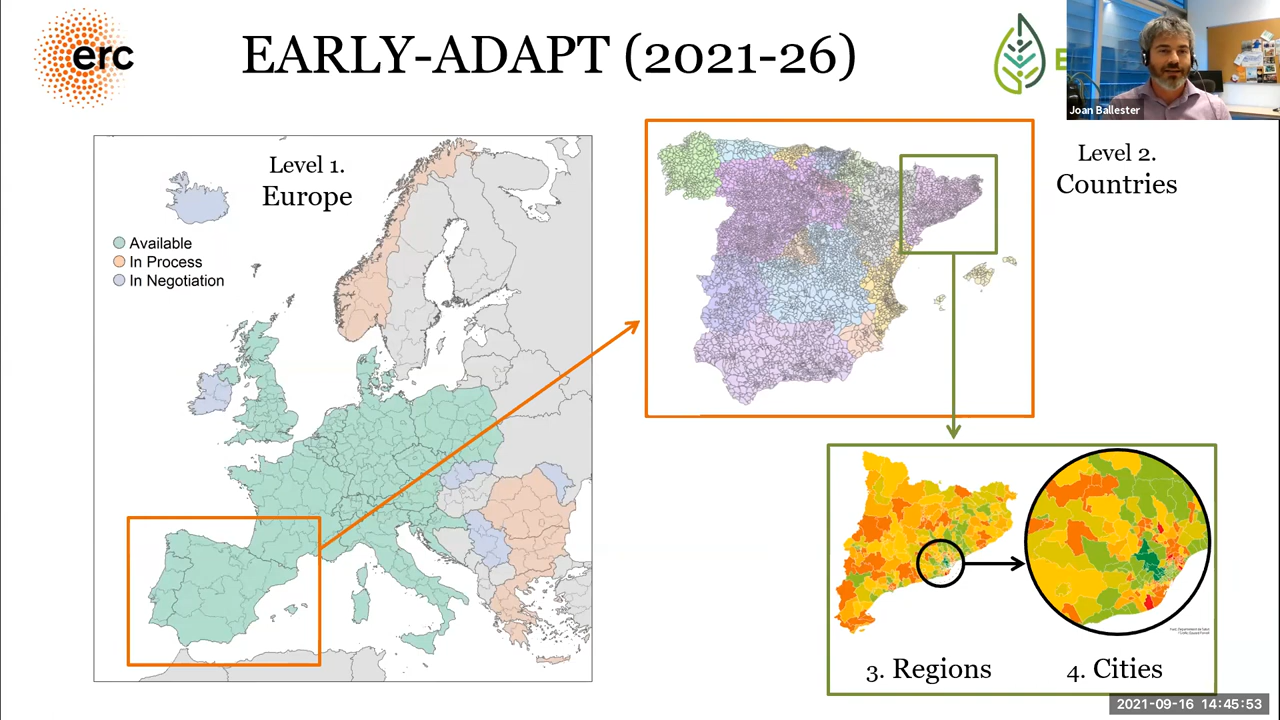 erc
EARLY-ADAPT (2021-26)
E
Joan Ballester
Level 1.
Europe
Available
In Process
In Negotiation
Level 2.
Countries
3. Regions
4. Cities
2021-09-16 14:45:53